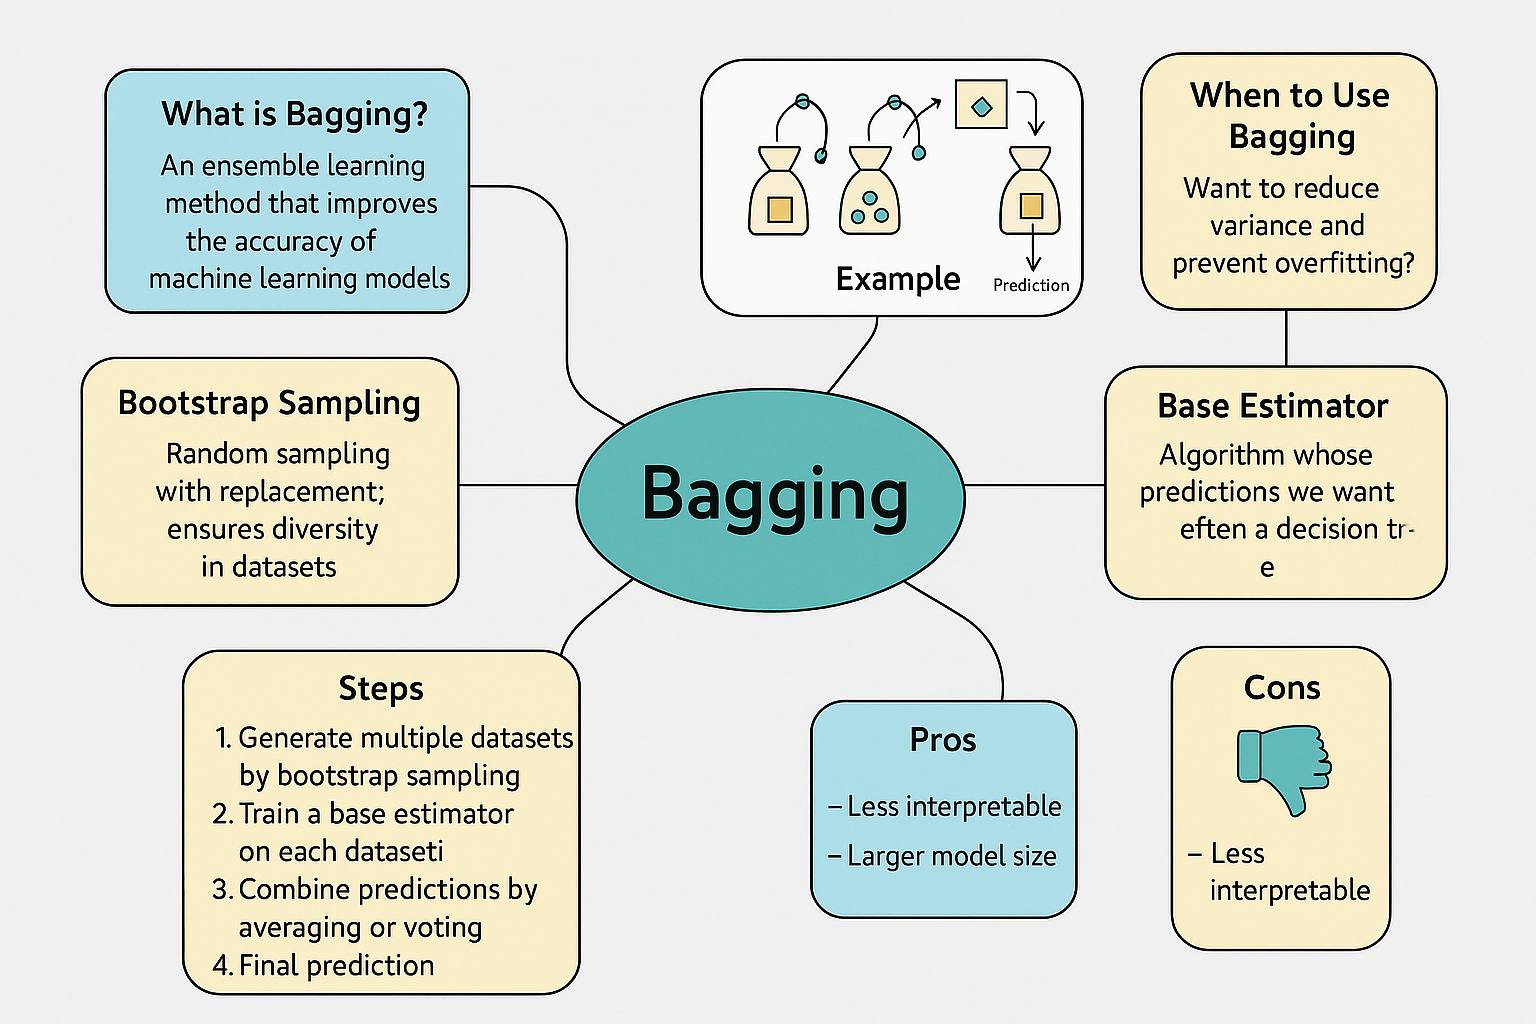 What is Bagging?
An ensemble learning
method that improves
the accuracy of
machine learning models
Example
Prediction
When to Use
Bagging
Want to reduce
variance and
prevent overfitting?
Bootstrap Sampling
Random sampling
with replacement;
ensures diversity
in datasets
Bagging
Base Estimator
Algorithm whose
predictions we want
eften a decision tr-
e
Steps
1. Generate multiple datasets
by bootstrap sampling
2. Train a base estimator
on each dataseti
3. Combine predictions by
averaging or voting
4. Final prediction
Pros
– Less interpretable
– Larger model size
Cons
– Less
interpretable